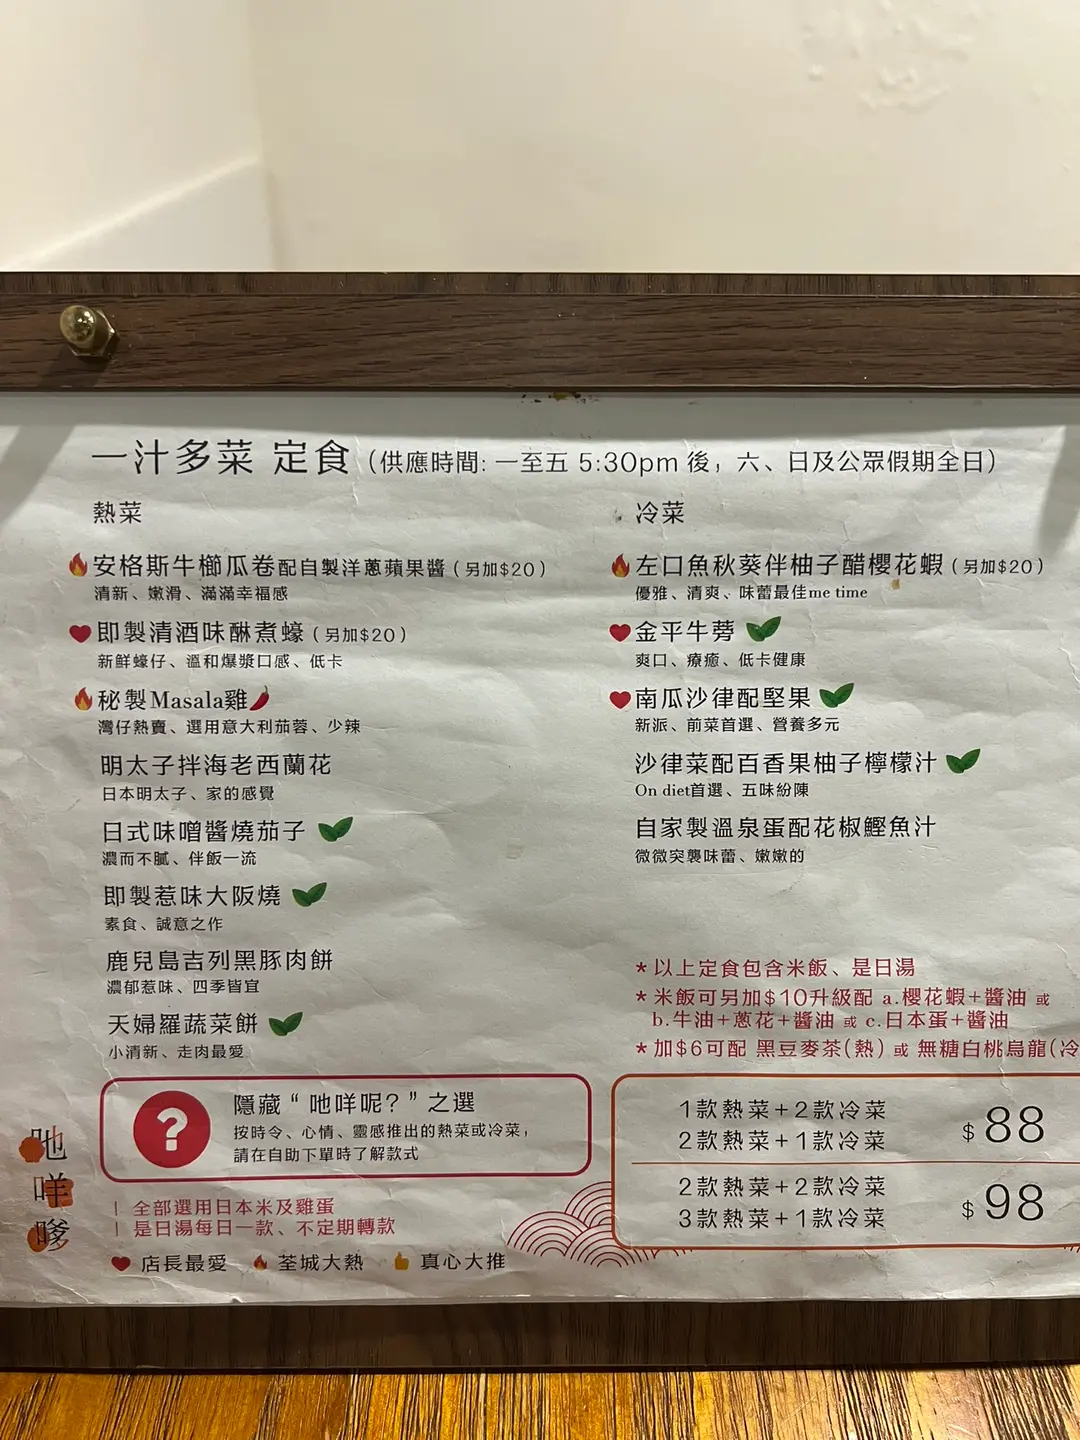 一汁多菜 定食 (供應時間: 一至五 5:30pm 後, 六、日及公眾假期全日)
熱菜
安格斯牛櫛瓜卷配自製洋蔥蘋果醬 (另加$20)
清新、嫩滑、滿滿幸福感
即製清酒味醂煮蠔 (另加$20)
新鮮蠔仔、溫和爆漿口感、低卡
秘製Masala雞
灣仔熱賣、選用意大利茄蓉、少辣
明太子拌海老西蘭花
日本明太子、家的感覺
日式味噌醬燒茄子
濃而不膩、伴飯一流
即製惹味大阪燒
素食、誠意之作
鹿兒島吉列黑豚肉餅
濃郁惹味、四季皆宜
天婦羅蔬菜餅
小清新、走肉最愛
冷菜
左口魚秋葵伴柚子醋櫻花蝦 (另加$20)
優雅、清爽、味蕾最佳me time
金平牛蒡
爽口、療癒、低卡健康
南瓜沙律配堅果
新派、前菜首選、營養多元
沙律菜配百香果柚子檸檬汁
On diet首選、五味紛陳
自家製溫泉蛋配花椒鰹魚汁
微微突襲味蕾、嫩嫩的
*以上定食包含米飯、是日湯
*米飯可另加$10升級配 a.櫻花蝦+醬油 或
b.牛油+蔥花+醬油 或 c.日本蛋+醬油
*加$6可配 黑豆麥茶(熱) 或 無糖白桃烏龍(冷
?
隱藏“ 吔咩呢? ” 之選
按時令、心情、靈感推出的熱菜或冷菜,
請在自助下單時了解款式
1款熱菜+2款冷菜
2款熱菜+1款冷菜
$88
2款熱菜+2款冷菜
3款熱菜+1款冷菜
$98
吔咩嗲
| 全部選用日本米及雞蛋
| 是日湯每日一款、不定期轉款
店長最愛 荃城大熱 真心大推